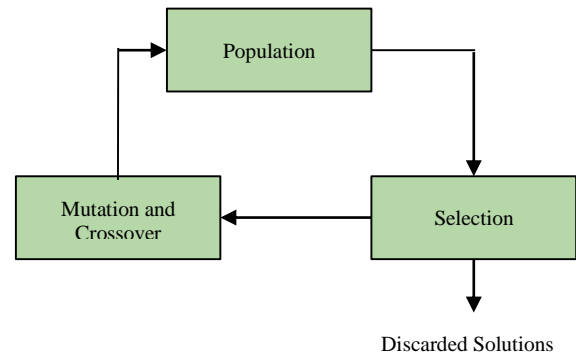 Population
Mutation and
Crossover
Selection
Discarded Solutions